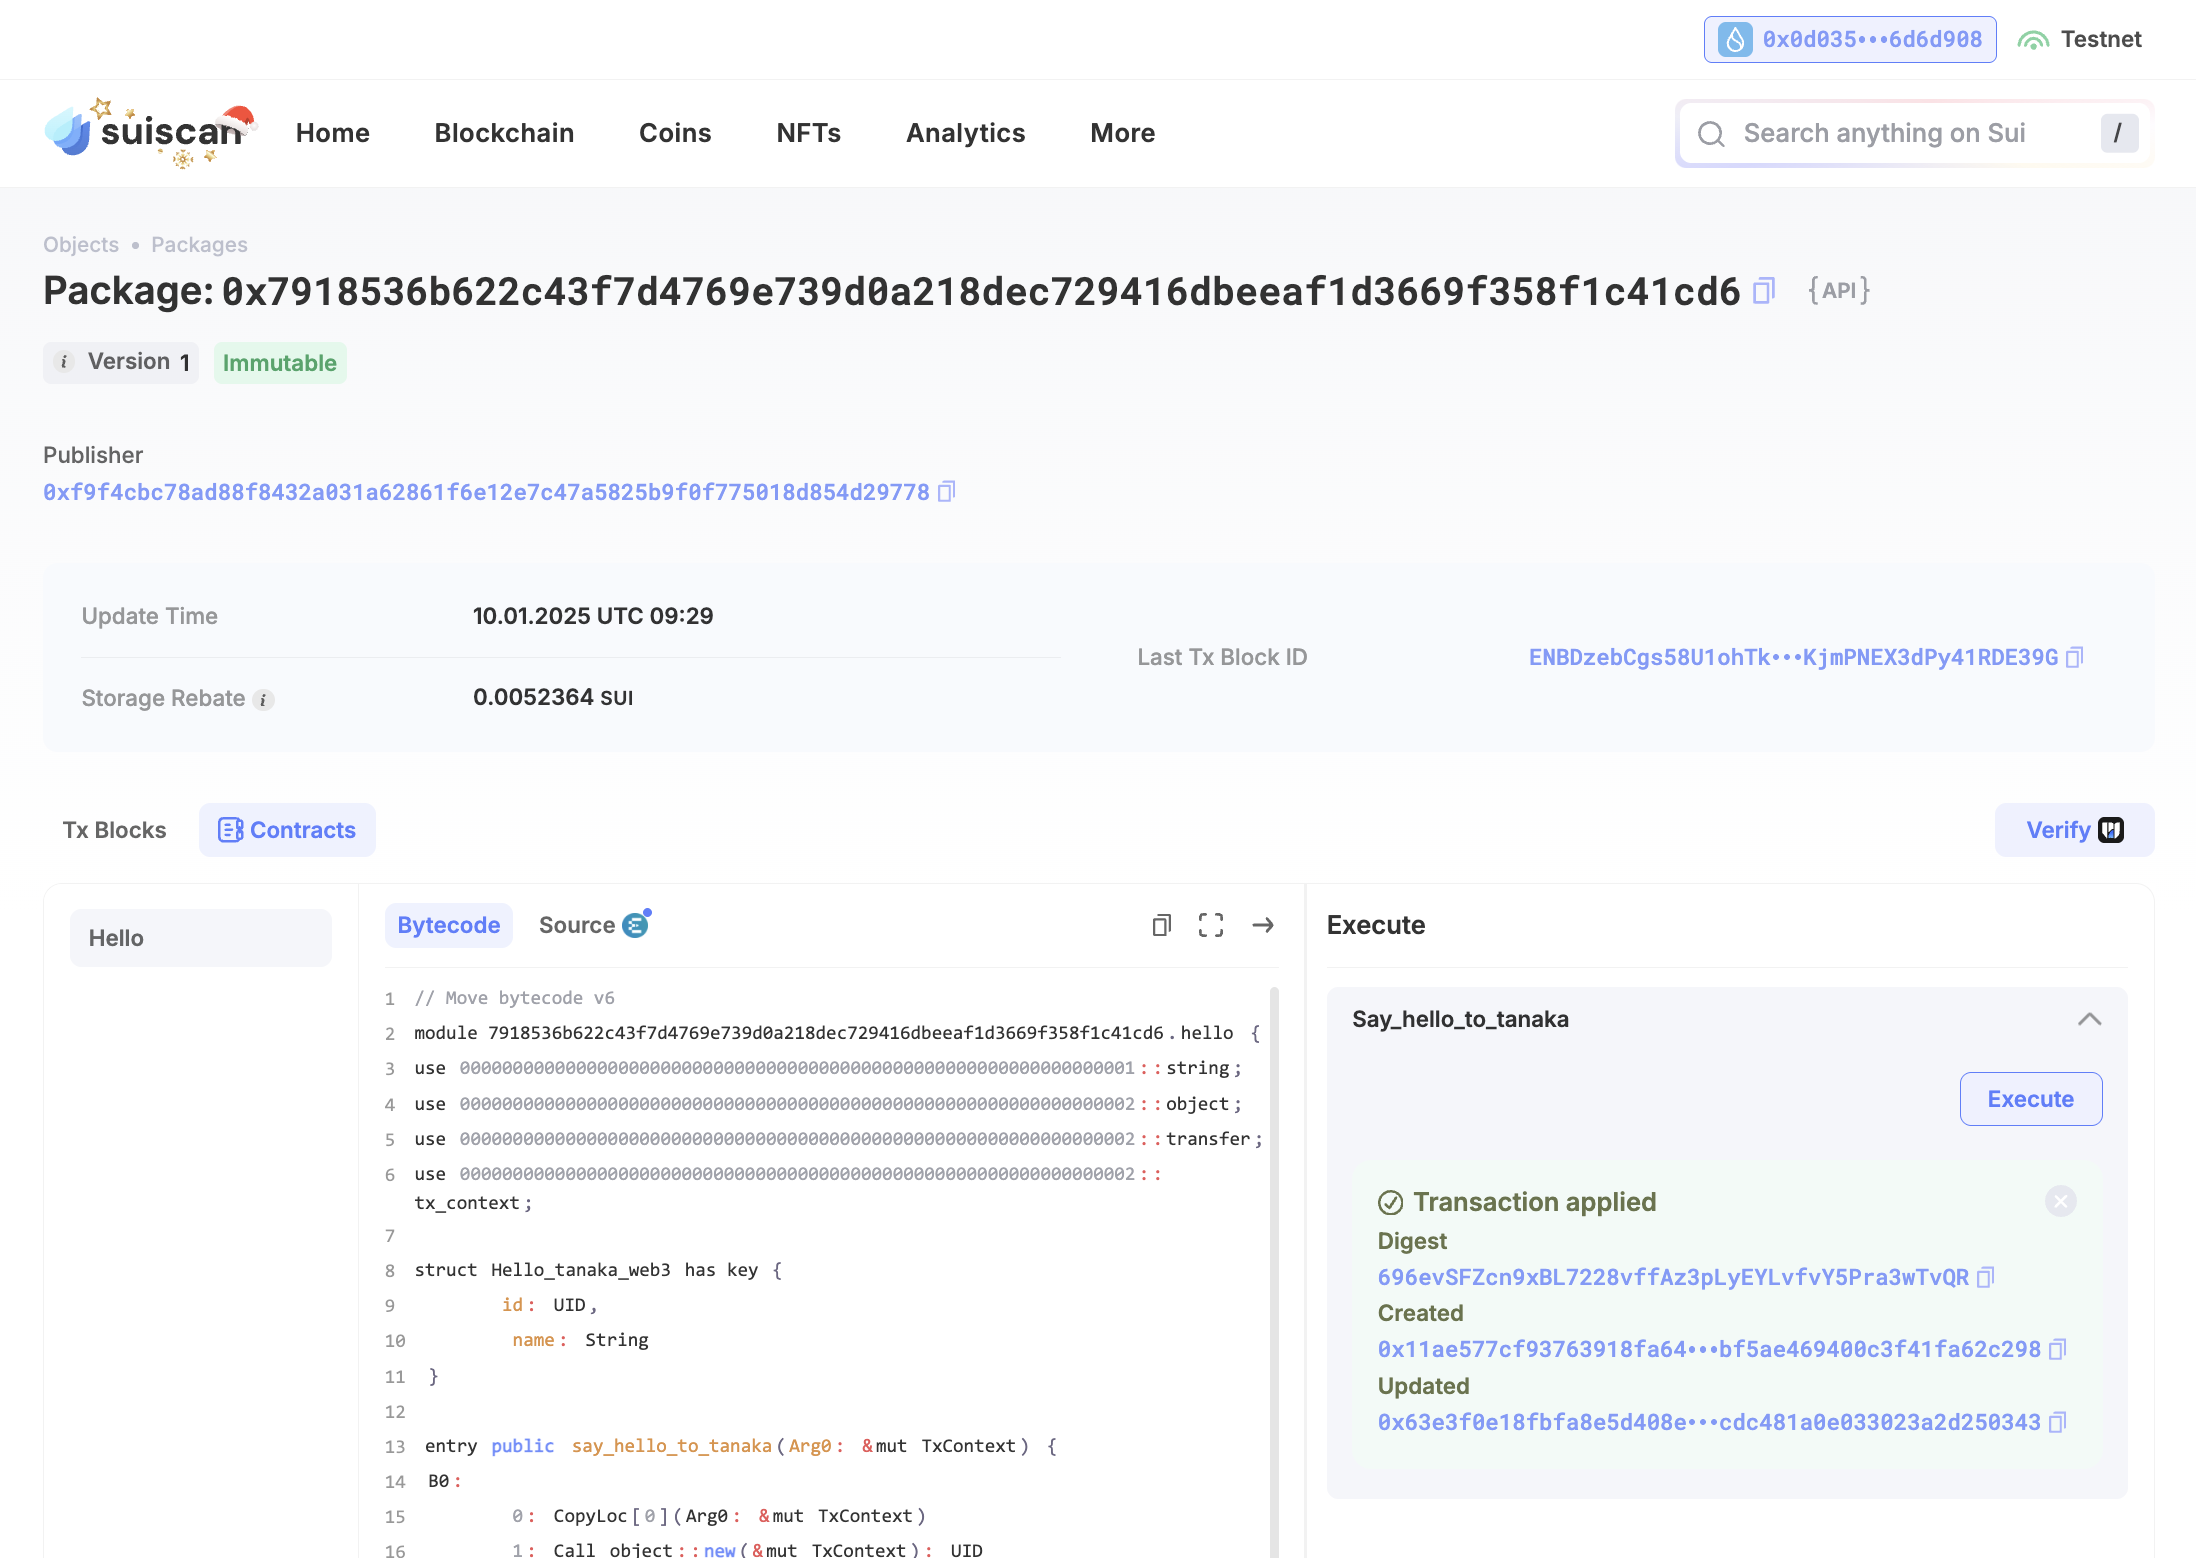 0x0d035•••6d6d908 Testnet
suiscan Home Blockchain Coins NFTs Analytics More Search anything on Sui /
Objects • Packages
Package: 0x7918536b622c43f7d4769e739d0a218dec729416dbeeaf1d3669f358f1c41cd6 {API}
i Version 1 Immutable
Publisher
0xf9f4cbc78ad88f8432a031a62861f6e12e7c47a5825b9f0f775018d854d29778
Update Time 10.01.2025 UTC 09:29
Last Tx Block ID ENBDzebCgs58U1ohTk•••KjmPNEX3dPy41RDE39G
Storage Rebate i 0.0052364 SUI
Tx Blocks Contracts Verify
Hello
Bytecode Source
1 // Move bytecode v6
2 module 7918536b622c43f7d4769e739d0a218dec729416dbeeaf1d3669f358f1c41cd6.hello {
3 use 0000000000000000000000000000000000000000000000000000000000000001::string;
4 use 0000000000000000000000000000000000000000000000000000000000000002::object;
5 use 0000000000000000000000000000000000000000000000000000000000000002::transfer;
6 use 0000000000000000000000000000000000000000000000000000000000000002::
tx_context;
7
8 struct Hello_tanaka_web3 has key {
9 id: UID,
10 name: String
11 }
12
13 entry public say_hello_to_tanaka(Arg0: &mut TxContext) {
14 B0:
15 0: CopyLoc[0](Arg0: &mut TxContext)
16 1: Call object::new(&mut TxContext): UID
Execute
Say_hello_to_tanaka
Execute
Transaction applied
Digest
696evSFZcn9xBL7228vffAz3pLyEYLvfvY5Pra3wTvQR
Created
0x11ae577cf93763918fa64•••bf5ae469400c3f41fa62c298
Updated
0x63e3f0e18fbfa8e5d408e•••cdc481a0e033023a2d250343